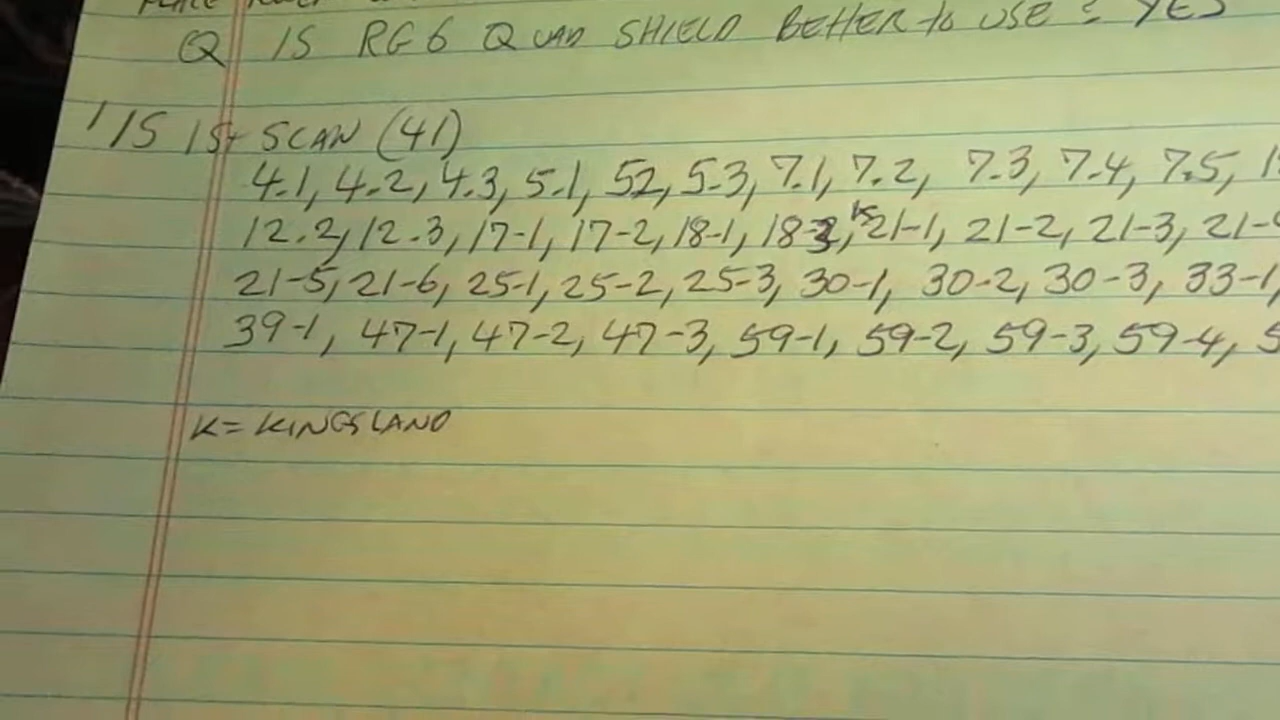 Q IS RG6 QUAD SHIELD BETTER to USE? YES
1/15 1St SCAN (41)
4.1, 4.2, 4.3, 5.1, 52, 5-3, 7.1, 7.2, 7.3, 7.4, 7.5,
12.2, 12.3, 17-1, 17-2, 18-1, 18-3, K21-1, 21-2, 21-3,
21-5, 21-6, 25-1, 25-2, 25-3, 30-1, 30-2, 30-3, 33-1,
39-1, 47-1, 47-2, 47-3, 59-1, 59-2, 59-3, 59-4,
K = KINGSLAND